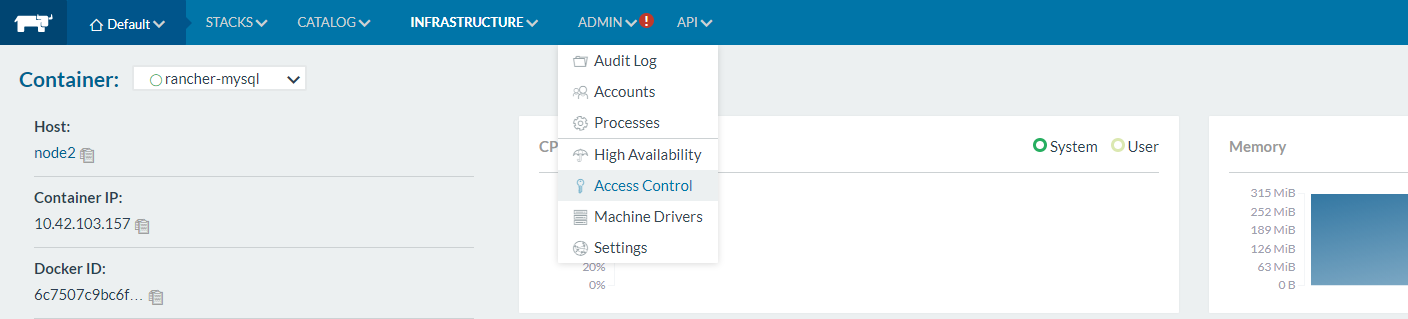 Default STACKS CATALOG INFRASTRUCTURE ADMIN ! API
Container: rancher-mysql
Host:
node2
Container IP:
10.42.103.157
Docker ID:
6c7507c9bc6f...
Audit Log
Accounts
Processes
High Availability
Access Control
Machine Drivers
Settings
CP
System User
20%
0%
Memory
315 MiB
252 MiB
189 MiB
126 MiB
63 MiB
0 B